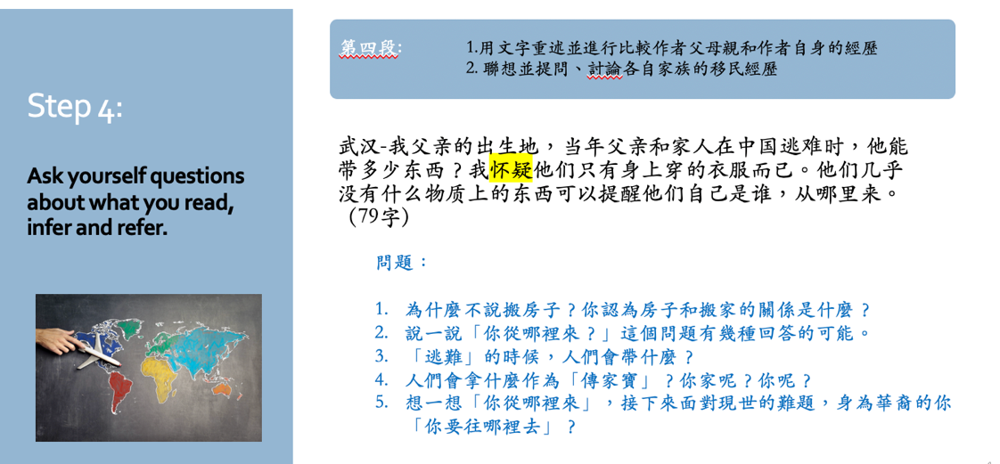 Step 4:
Ask yourself questions
about what you read,
infer and refer.
第四段:
1.用文字重述並進行比較作者父母親和作者自身的經歷
2. 聯想並提問、討論各自家族的移民經歷
武汉-我父亲的出生地，当年父亲和家人在中国逃难时，他能
带多少东西？我怀疑他们只有身上穿的衣服而已。他们几乎
没有什么物质上的东西可以提醒他们自己是谁，从哪里来。
（79字）
問題：
1. 為什麼不說搬房子？你認為房子和搬家的關係是什麼？
2. 說一說「你從哪裡來？」這個問題有幾種回答的可能。
3. 「逃難」的時候，人們會帶什麼？
4. 人們會拿什麼作為「傳家寶」？你家呢？你呢？
5. 想一想「你從哪裡來」，接下來面對現世的難題，身為華裔的你
「你要往哪裡去」？